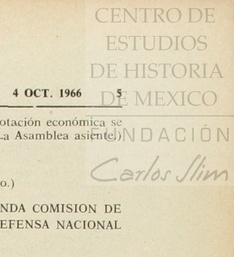 CENTRO DE
ESTUDIOS
DE HISTORIA
DE MEXICO
FUNDACIÓN
Carlos Slim
4 OCT. 1966 5
otación económica se
La Asamblea asiente.)
o.)
NDA COMISION DE
EFENSA NACIONAL